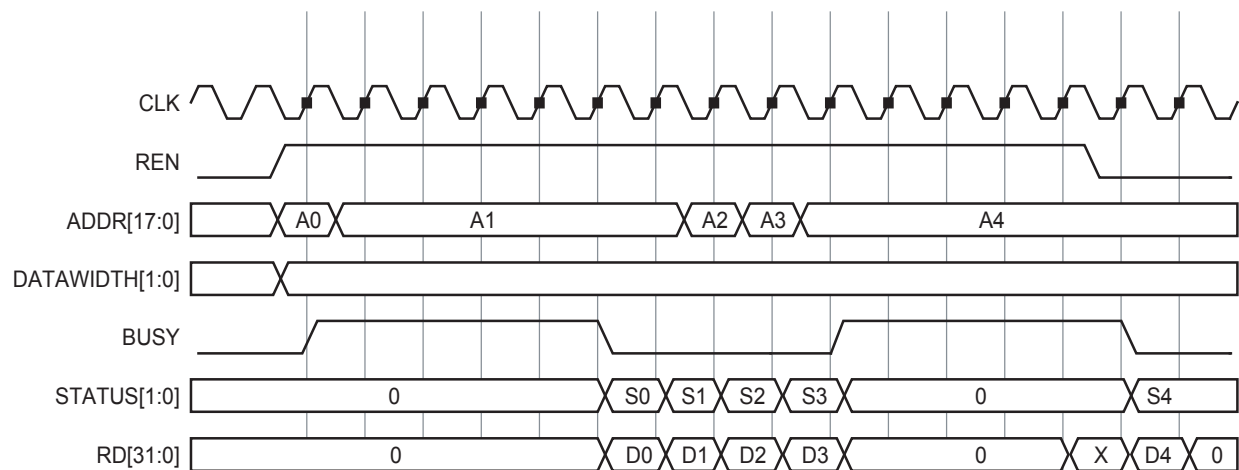 CLK
REN
ADDR[17:0] A0 A1 A2 A3 A4
DATAWIDTH[1:0]
BUSY
STATUS[1:0] 0 S0 S1 S2 S3 0 S4
RD[31:0] 0 D0 D1 D2 D3 0 X D4 0